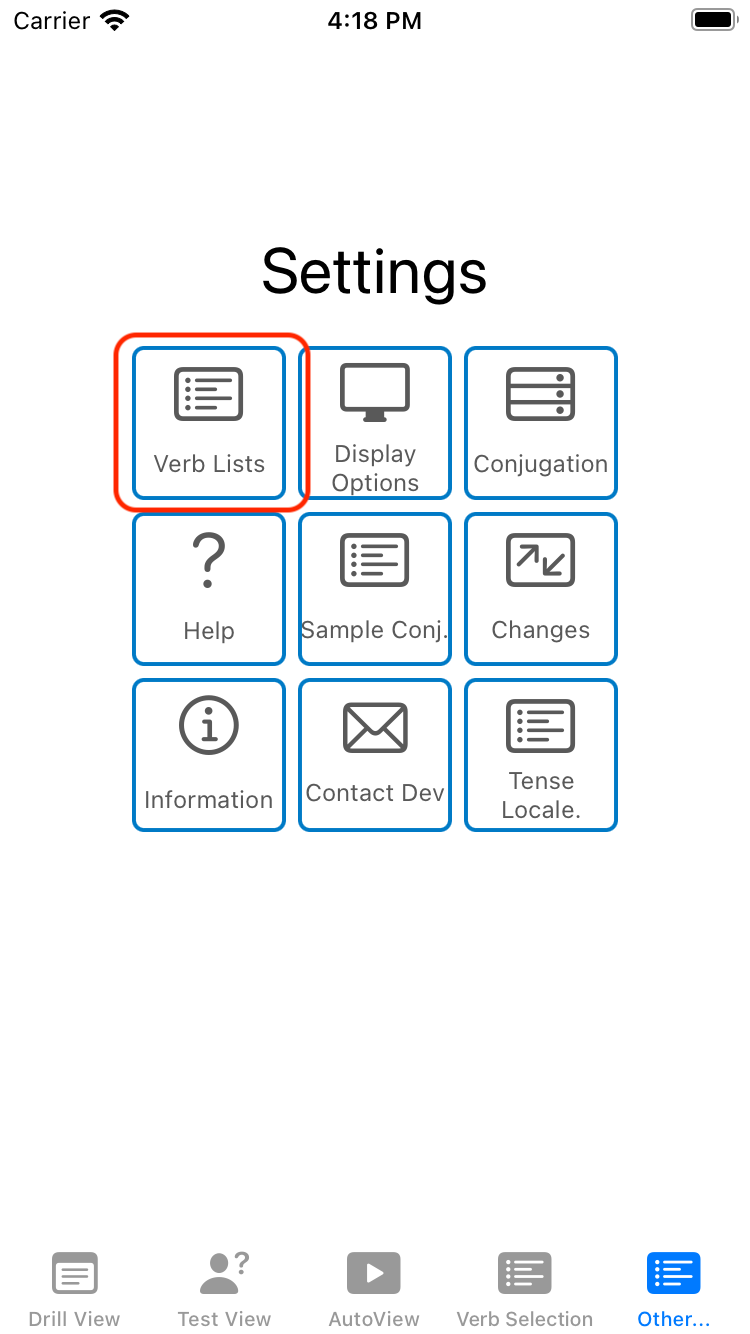 Carrier 4:18 PM
Settings
Verb Lists
Display
Options
Conjugation
Help
Sample Conj.
Changes
Information
Contact Dev
Tense
Locale.
Drill View
Test View
AutoView
Verb Selection
Other...